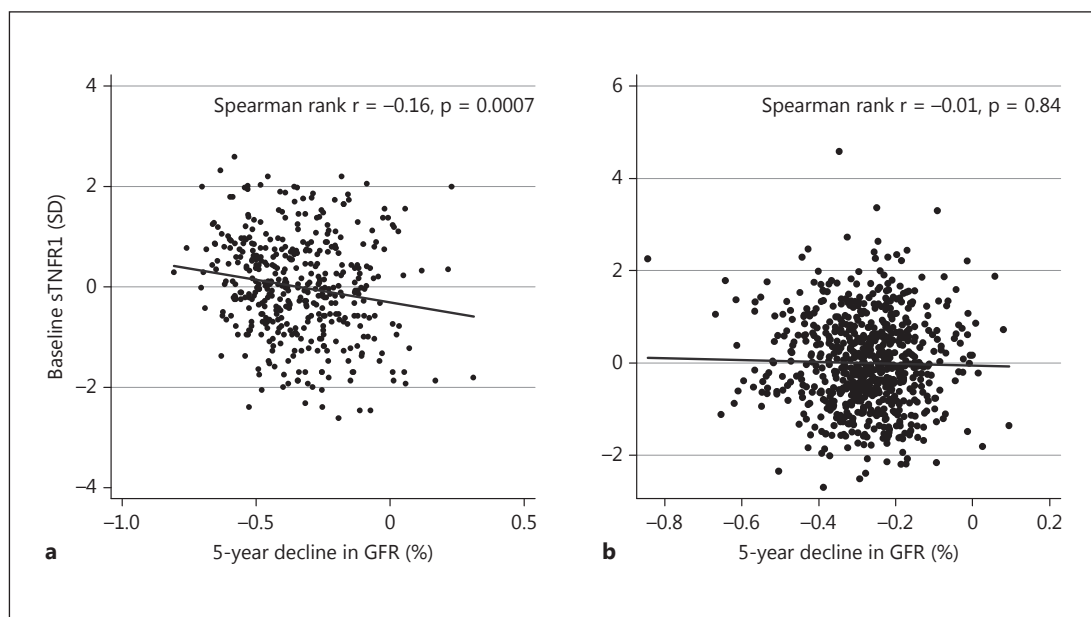 4
2
0
–2
–4
Baseline sTNFR1 (SD)
Spearman rank r = –0.16, p = 0.0007
–1.0
–0.5
0
0.5
a
5-year decline in GFR (%)
6
4
2
0
–2
Spearman rank r = –0.01, p = 0.84
–0.8
–0.6
–0.4
–0.2
0
0.2
b
5-year decline in GFR (%)